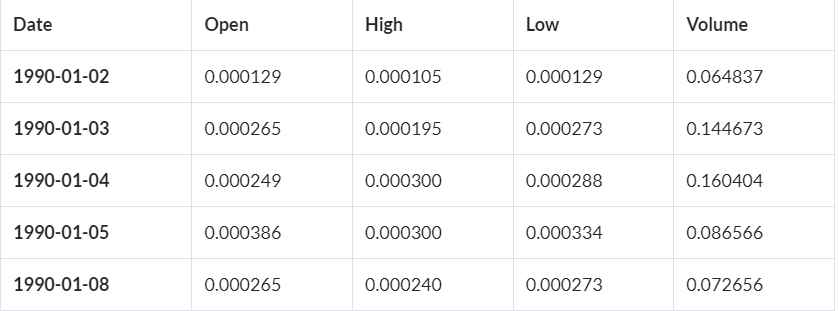 Date Open High Low Volume
1990-01-02 0.000129 0.000105 0.000129 0.064837
1990-01-03 0.000265 0.000195 0.000273 0.144673
1990-01-04 0.000249 0.000300 0.000288 0.160404
1990-01-05 0.000386 0.000300 0.000334 0.086566
1990-01-08 0.000265 0.000240 0.000273 0.072656